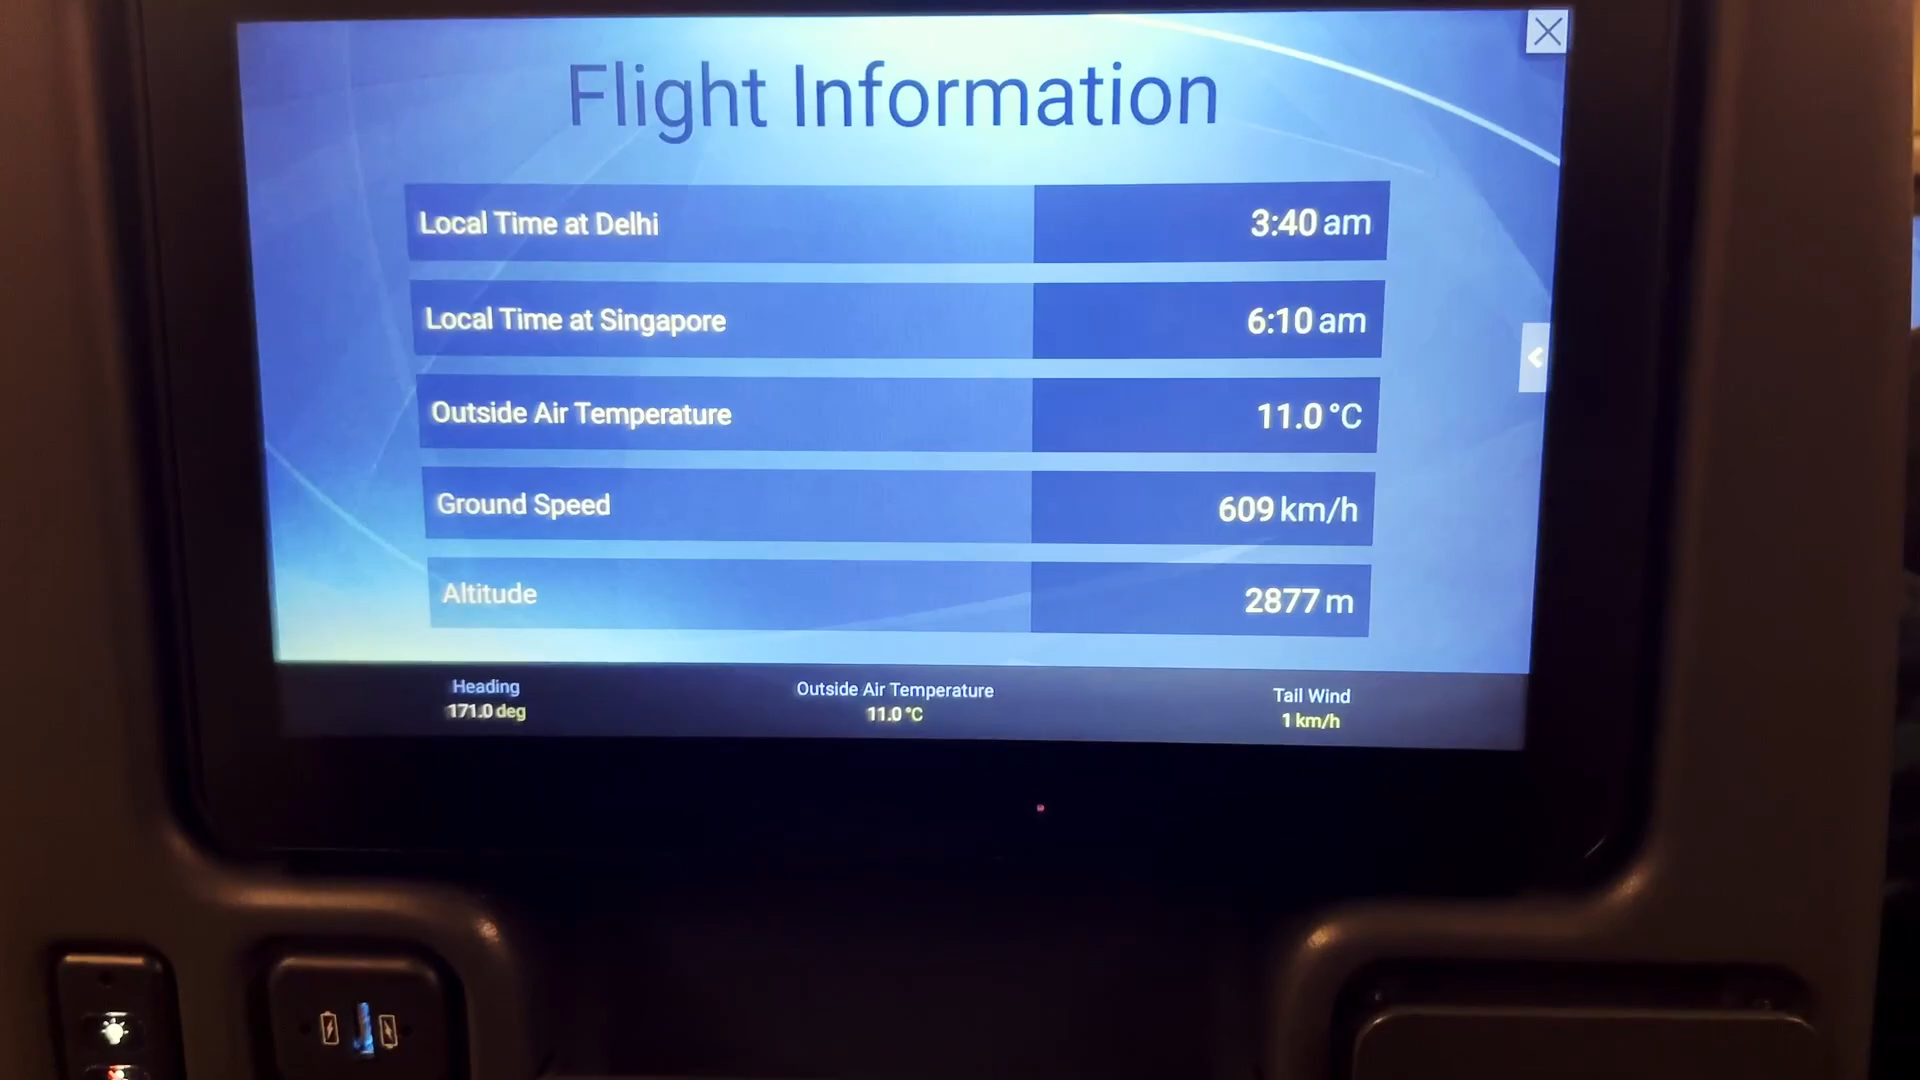 Flight Information
Local Time at Delhi 3:40 am
Local Time at Singapore 6:10 am
Outside Air Temperature 11.0 °C
Ground Speed 609 km/h
Altitude 2877 m
Heading Outside Air Temperature Tail Wind
171.0 deg 11.0 °C 1 km/h